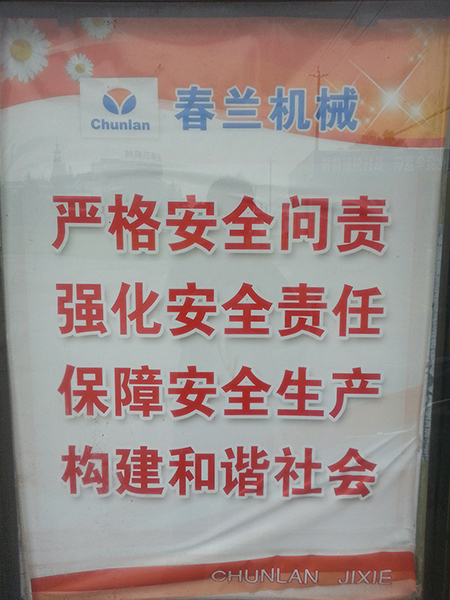 Chunlan 春兰机械
严格安全问责
强化安全责任
保障安全生产
构建和谐社会
CHUNLAN JIXIE